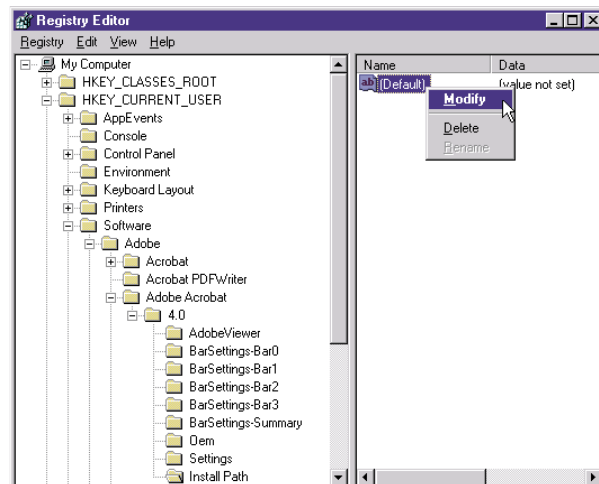 Registry Editor
Registry Edit View Help
My Computer
HKEY_CLASSES_ROOT
HKEY_CURRENT_USER
AppEvents
Console
Control Panel
Environment
Keyboard Layout
Printers
Software
Adobe
Acrobat
Acrobat PDFWriter
Adobe Acrobat
4.0
AdobeViewer
BarSettings-Bar0
BarSettings-Bar1
BarSettings-Bar2
BarSettings-Bar3
BarSettings-Summary
Oem
Settings
Install Path
Name Data
ab (Default) (value not set)
Modify
Delete
Rename